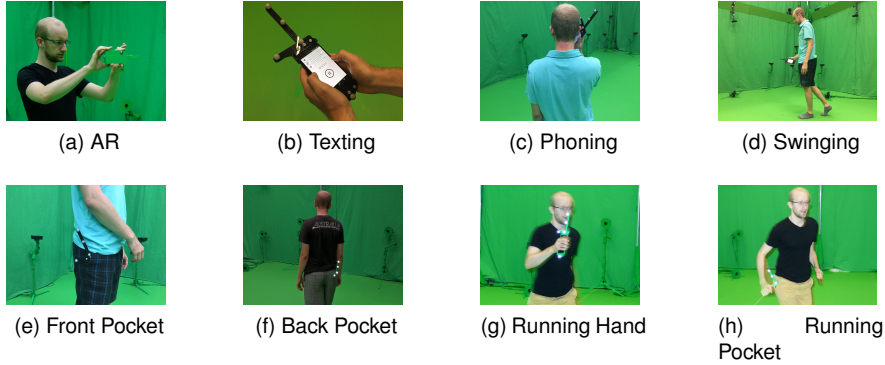 (a) AR
(b) Texting
(c) Phoning
(d) Swinging
(e) Front Pocket
(f) Back Pocket
(g) Running Hand
(h) Running
Pocket